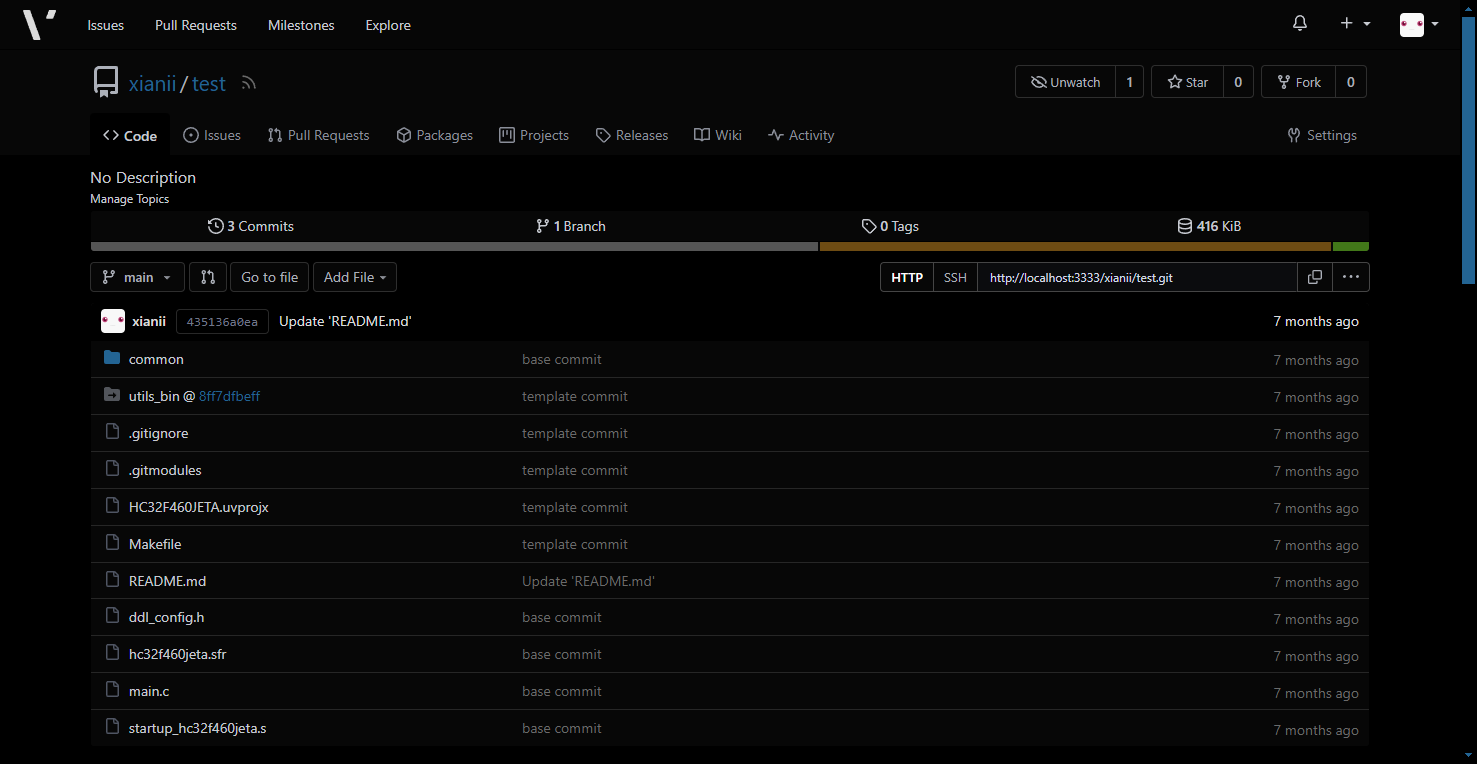 Issues Pull Requests Milestones Explore
xianii / test Unwatch 1 Star 0 Fork 0
Code Issues Pull Requests Packages Projects Releases Wiki Activity Settings
No Description
Manage Topics
3 Commits 1 Branch 0 Tags 416 KiB
main Go to file Add File HTTP SSH http://localhost:3333/xianii/test.git
xianii 435136a0ea Update 'README.md' 7 months ago
common base commit 7 months ago
utils_bin @ 8ff7dfbeff template commit 7 months ago
.gitignore template commit 7 months ago
.gitmodules template commit 7 months ago
HC32F460JETA.uvprojx template commit 7 months ago
Makefile template commit 7 months ago
README.md Update 'README.md' 7 months ago
ddl_config.h base commit 7 months ago
hc32f460jeta.sfr base commit 7 months ago
main.c base commit 7 months ago
startup_hc32f460jeta.s base commit 7 months ago